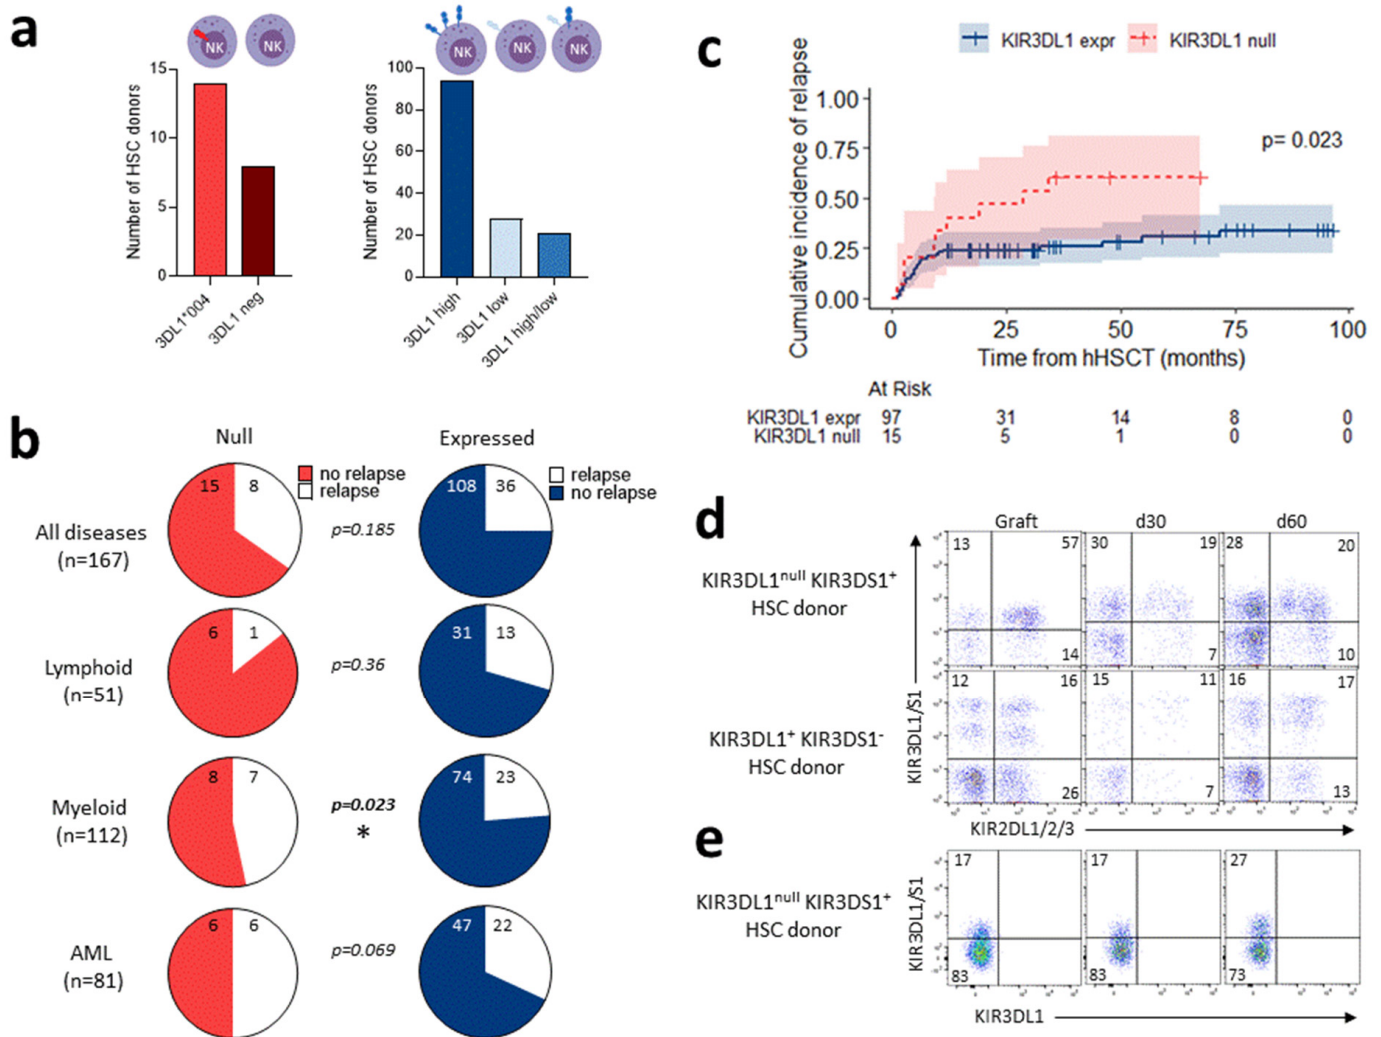 a
NK NK
Number of HSC donors
15
10
5
0
3DL1*004
3DL1 neg
NK NK NK
Number of HSC donors
100
80
60
40
20
0
3DL1 high
3DL1 low
3DL1 high/low
b
Null
Expressed
no relapse
relapse
relapse
no relapse
All diseases
(n=167)
15 8
p=0.185
108 36
Lymphoid
(n=51)
6 1
p=0.36
31 13
Myeloid
(n=112)
8 7
p=0.023
*
74 23
AML
(n=81)
6 6
p=0.069
47 22
c
KIR3DL1 expr
KIR3DL1 null
Cumulative incidence of relapse
1.00
0.75
0.50
0.25
0.00
p= 0.023
0 25 50 75 100
Time from hHSCT (months)
At Risk
KIR3DL1 expr 97 31 14 8 0
KIR3DL1 null 15 5 1 0 0
d
Graft d30 d60
KIR3DL1null KIR3DS1+
HSC donor
13 57 30 19 28 20
14 7 10
KIR3DL1+ KIR3DS1-
HSC donor
12 16 15 11 16 17
26 7 13
KIR3DL1/S1
KIR2DL1/2/3
e
KIR3DL1null KIR3DS1+
HSC donor
17 17 27
83 83 73
KIR3DL1/S1
KIR3DL1